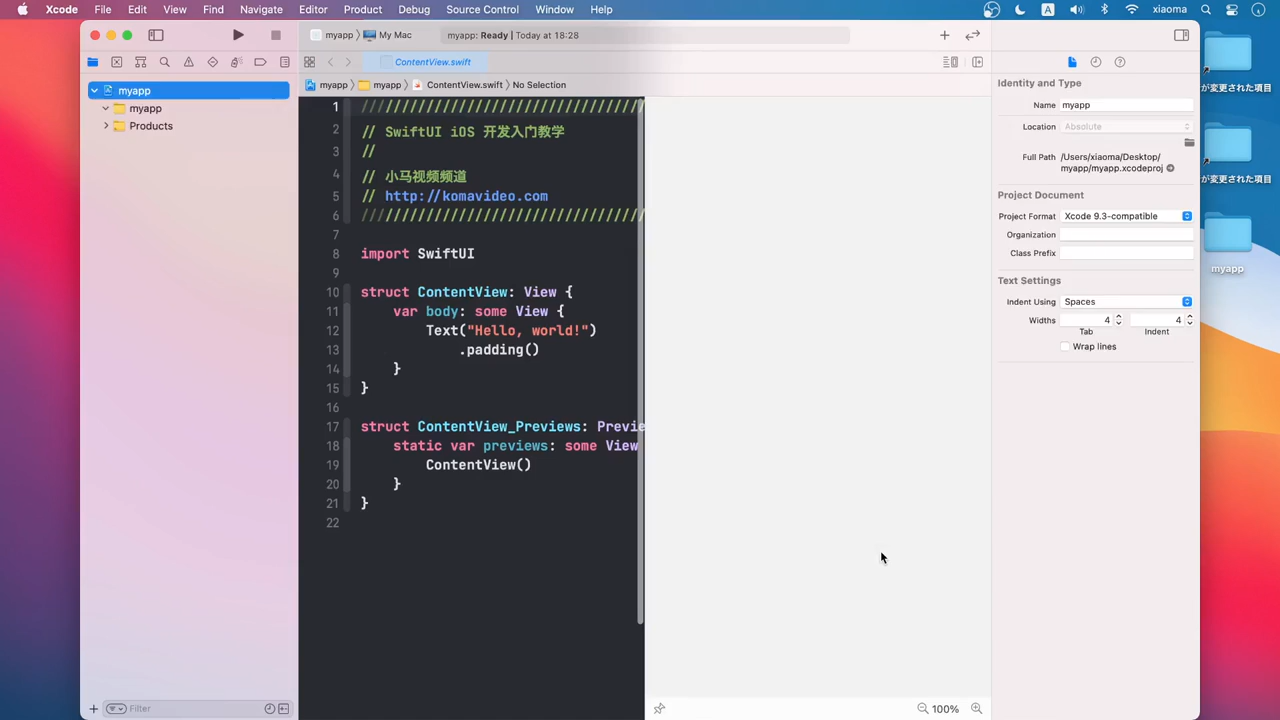 Xcode File Edit View Find Navigate Editor Product Debug Source Control Window Help
A
xiaoma
myapp My Mac
myapp: Ready | Today at 18:28
ContentView.swift
myapp myapp ContentView.swift No Selection
myapp
myapp
Products
1 ///////////////////////////////////
2 // SwiftUI iOS 开发入门教学
3 //
4 // 小马视频频道
5 // http://komavideo.com
6 ///////////////////////////////////
7
8 import SwiftUI
9
10 struct ContentView: View {
11 var body: some View {
12 Text("Hello, world!")
13 .padding()
14 }
15 }
16
17 struct ContentView_Previews: Previe
18 static var previews: some View
19 ContentView()
20 }
21 }
22
Filter
100%
Identity and Type
Name myapp
Location Absolute
Full Path /Users/xiaoma/Desktop/
myapp/myapp.xcodeproj
Project Document
Project Format Xcode 9.3-compatible
Organization
Class Prefix
Text Settings
Indent Using Spaces
Widths 4 4
Tab Indent
Wrap lines
が変更された項目
が変更された項目
myapp